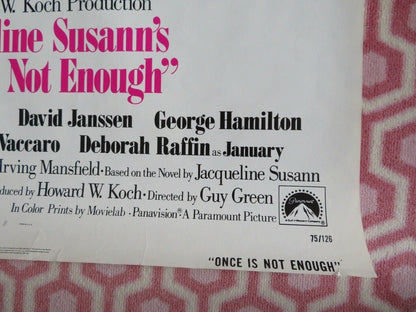 W. Koch Production
line Susann's
Not Enough"
David Janssen George Hamilton
Vaccaro Deborah Raffin as January
Irving Mansfield · Based on the Novel by Jacqueline Susann
duced by Howard W. Koch · Directed by Guy Green
In Color Prints by Movielab · Panavision® A Paramount Picture
Paramount
75/126
"ONCE IS NOT ENOUGH"